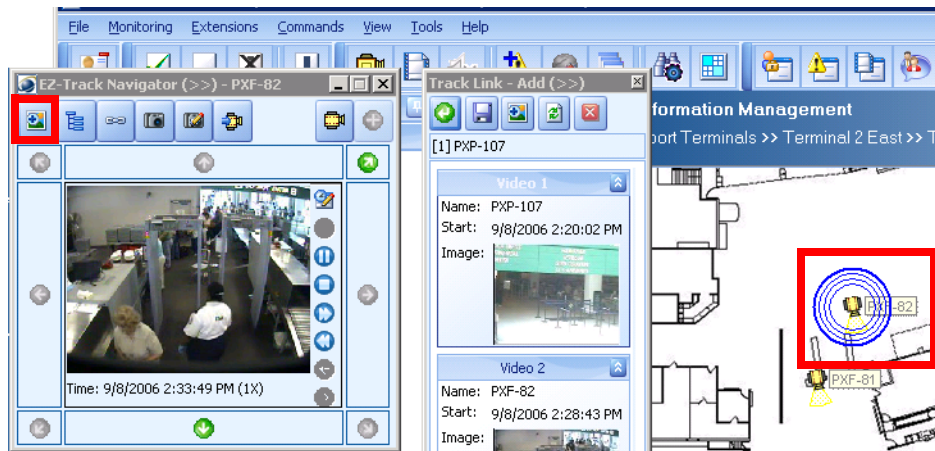 File Monitoring Extensions Commands View Tools Help
EZ-Track Navigator (>>) - PXF-82
Time: 9/8/2006 2:33:49 PM (1X)
Track Link - Add (>>)
[1] PXP-107
Video 1
Name: PXP-107
Start: 9/8/2006 2:20:02 PM
Image:
Video 2
Name: PXF-82
Start: 9/8/2006 2:28:43 PM
Image:
formation Management
port Terminals >> Terminal 2 East >> T
PXF-82
PXF-81